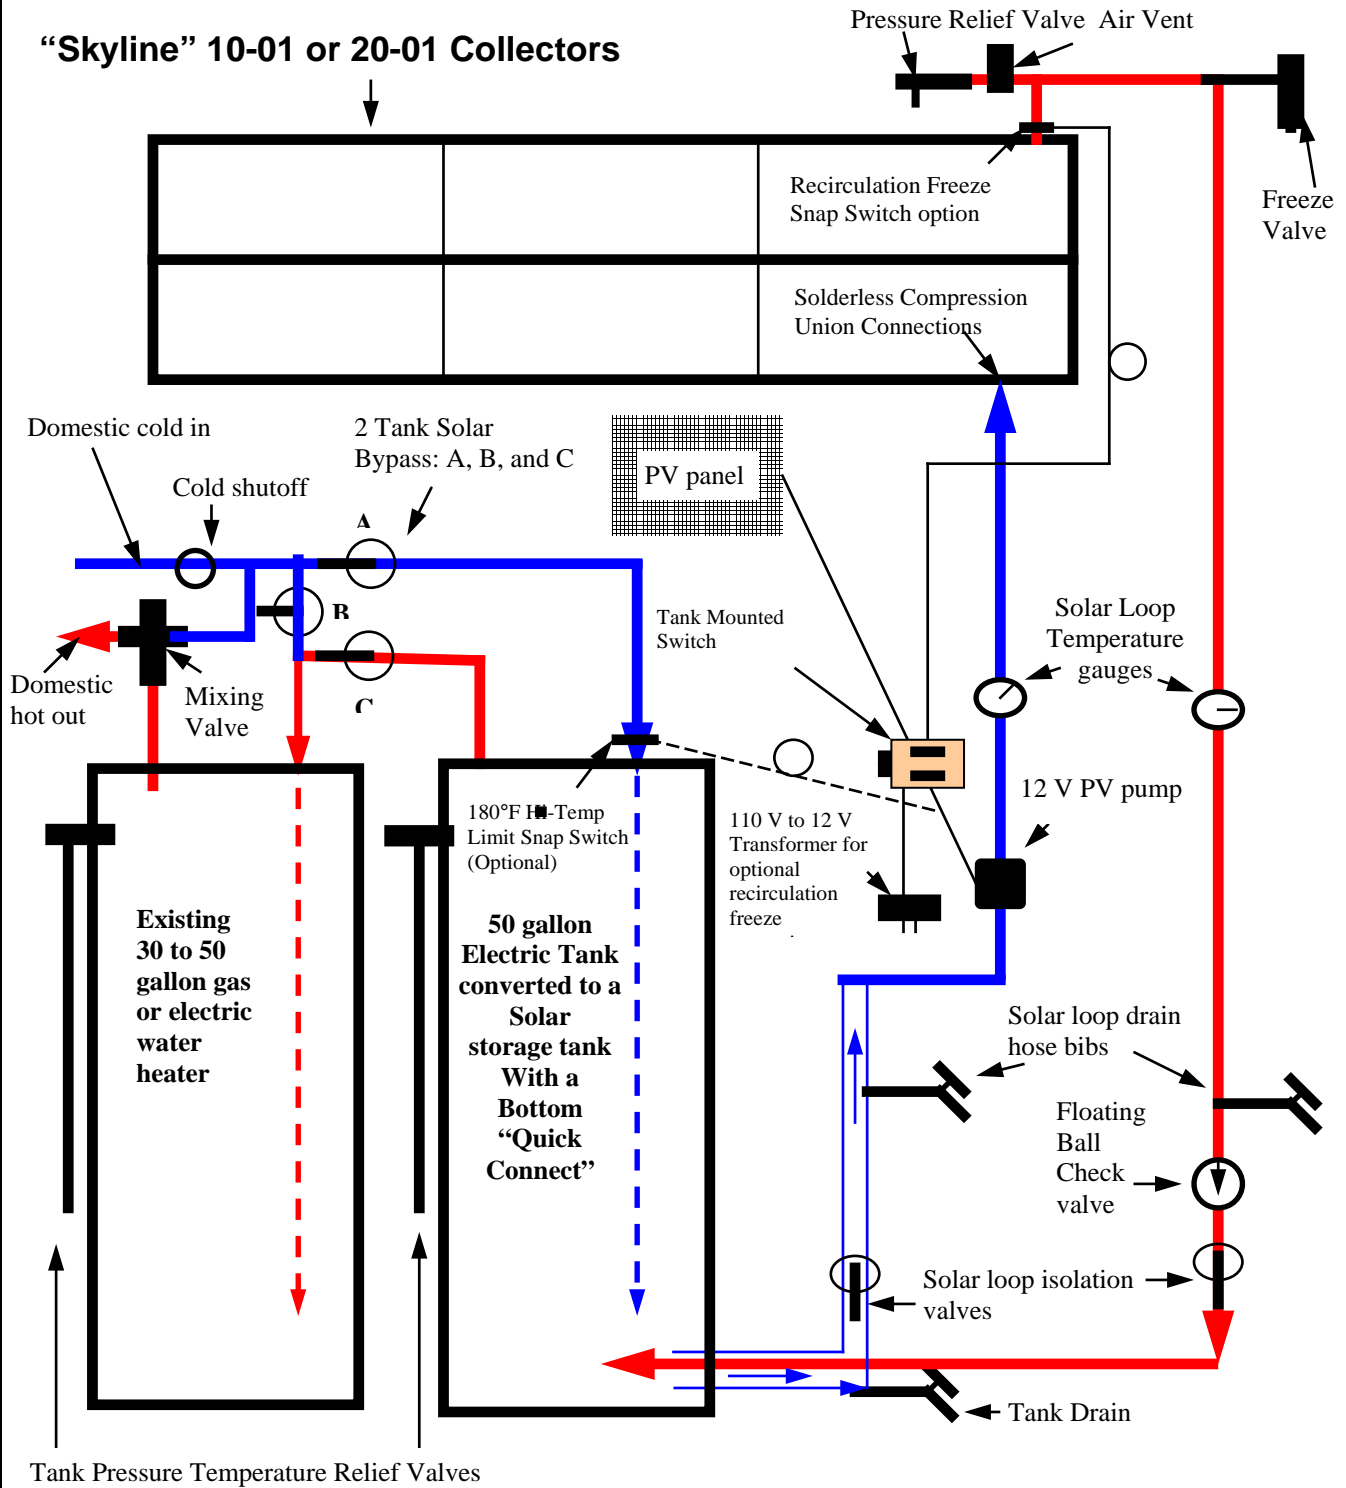 Pressure Relief Valve  Air Vent
“Skyline” 10-01 or 20-01 Collectors
Recirculation Freeze
Snap Switch option
Freeze
Valve
Solderless Compression
Union Connections
Domestic cold in
2 Tank Solar
Bypass: A, B, and C
Cold shutoff
PV panel
A
B
C
Tank Mounted
Switch
Solar Loop
Temperature
gauges
Domestic
hot out
Mixing
Valve
12 V PV pump
180°F Hi-Temp
Limit Snap Switch
(Optional)
110 V to 12 V
Transformer for
optional
recirculation
freeze
Existing
30 to 50
gallon gas
or electric
water
heater
50 gallon
Electric Tank
converted to a
Solar
storage tank
With a
Bottom
“Quick
Connect”
Solar loop drain
hose bibs
Floating
Ball
Check
valve
Solar loop isolation
valves
Tank Drain
Tank Pressure Temperature Relief Valves